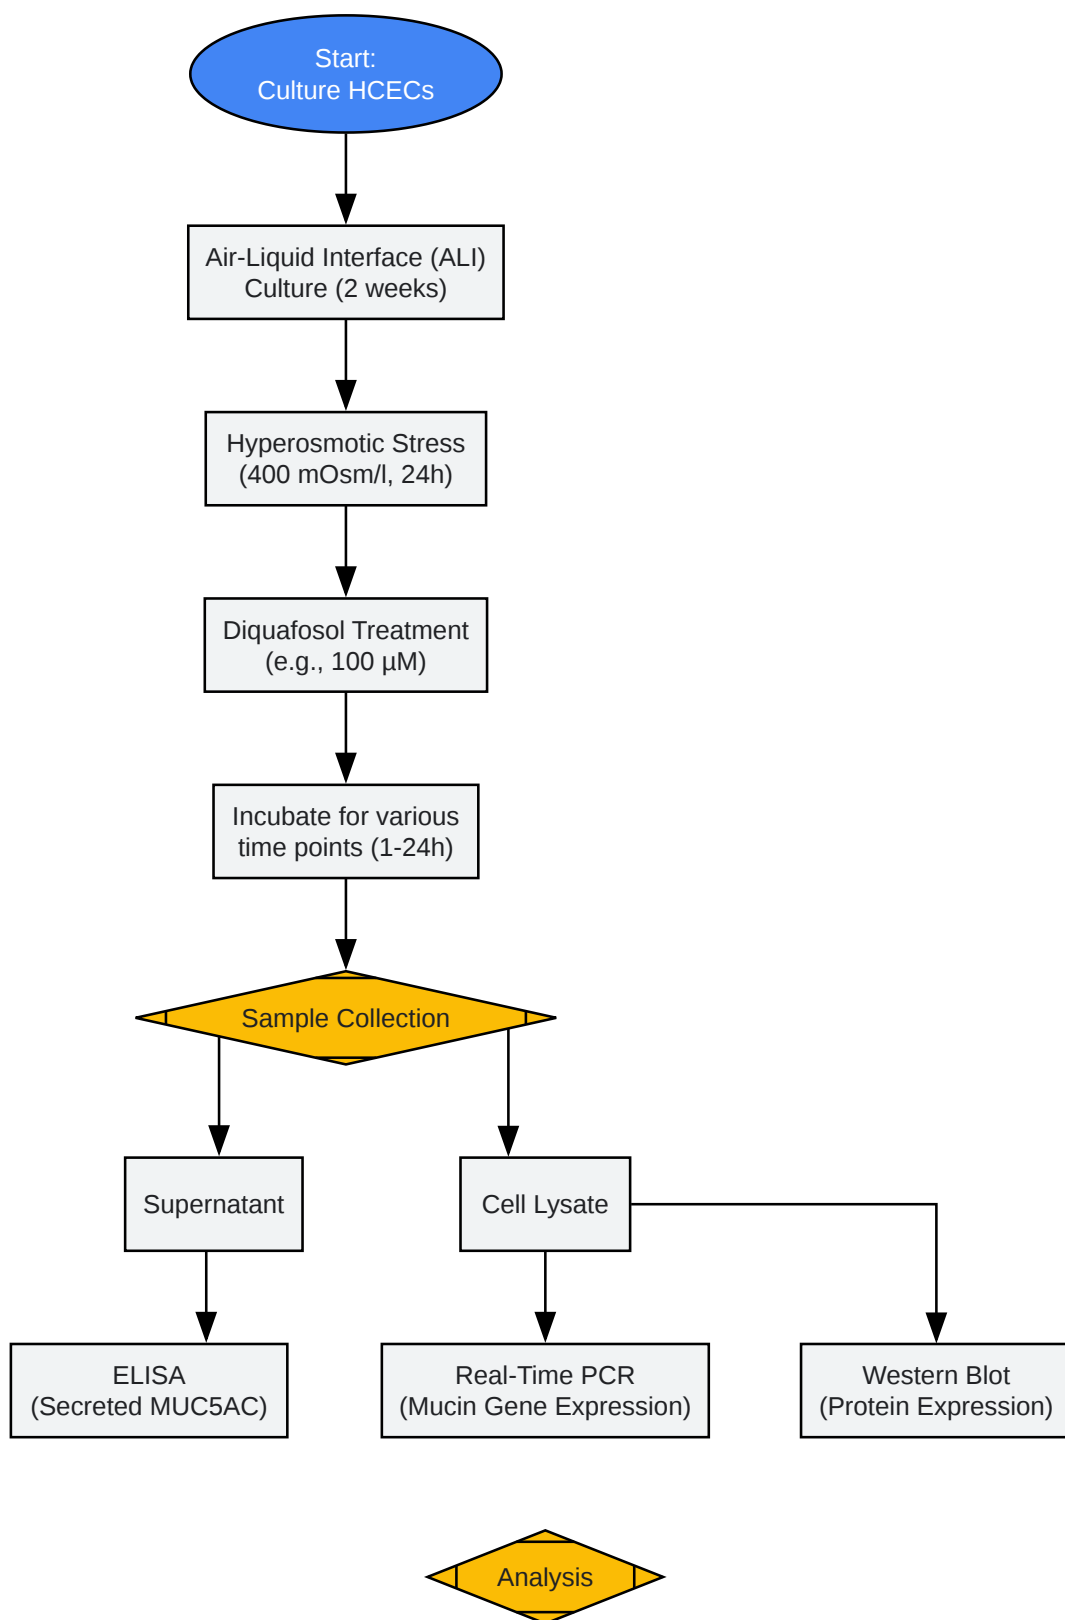 Start:
Culture HCECs
Air-Liquid Interface (ALI)
Culture (2 weeks)
Hyperosmotic Stress
(400 mOsm/l, 24h)
Diquafosol Treatment
(e.g., 100 µM)
Incubate for various
time points (1-24h)
Sample Collection
Supernatant
Cell Lysate
ELISA
(Secreted MUC5AC)
Real-Time PCR
(Mucin Gene Expression)
Western Blot
(Protein Expression)
Analysis